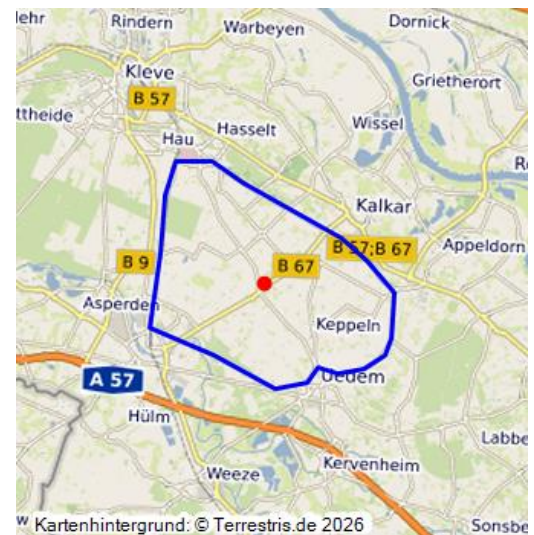 Rindern
Warbeyen
Dornick
Kleve
Grietherort
B 57
ttheide
Wissel
Hasselt
Hau
Kalkar
B 57;B 67
Appeldorn
B 9
B 67
Asperden
Keppeln
A 57
Uedem
Hülm
Labbe
Kervenheim
Weeze
Kartenhintergrund: © Terrestris.de 2026
Sonsbe